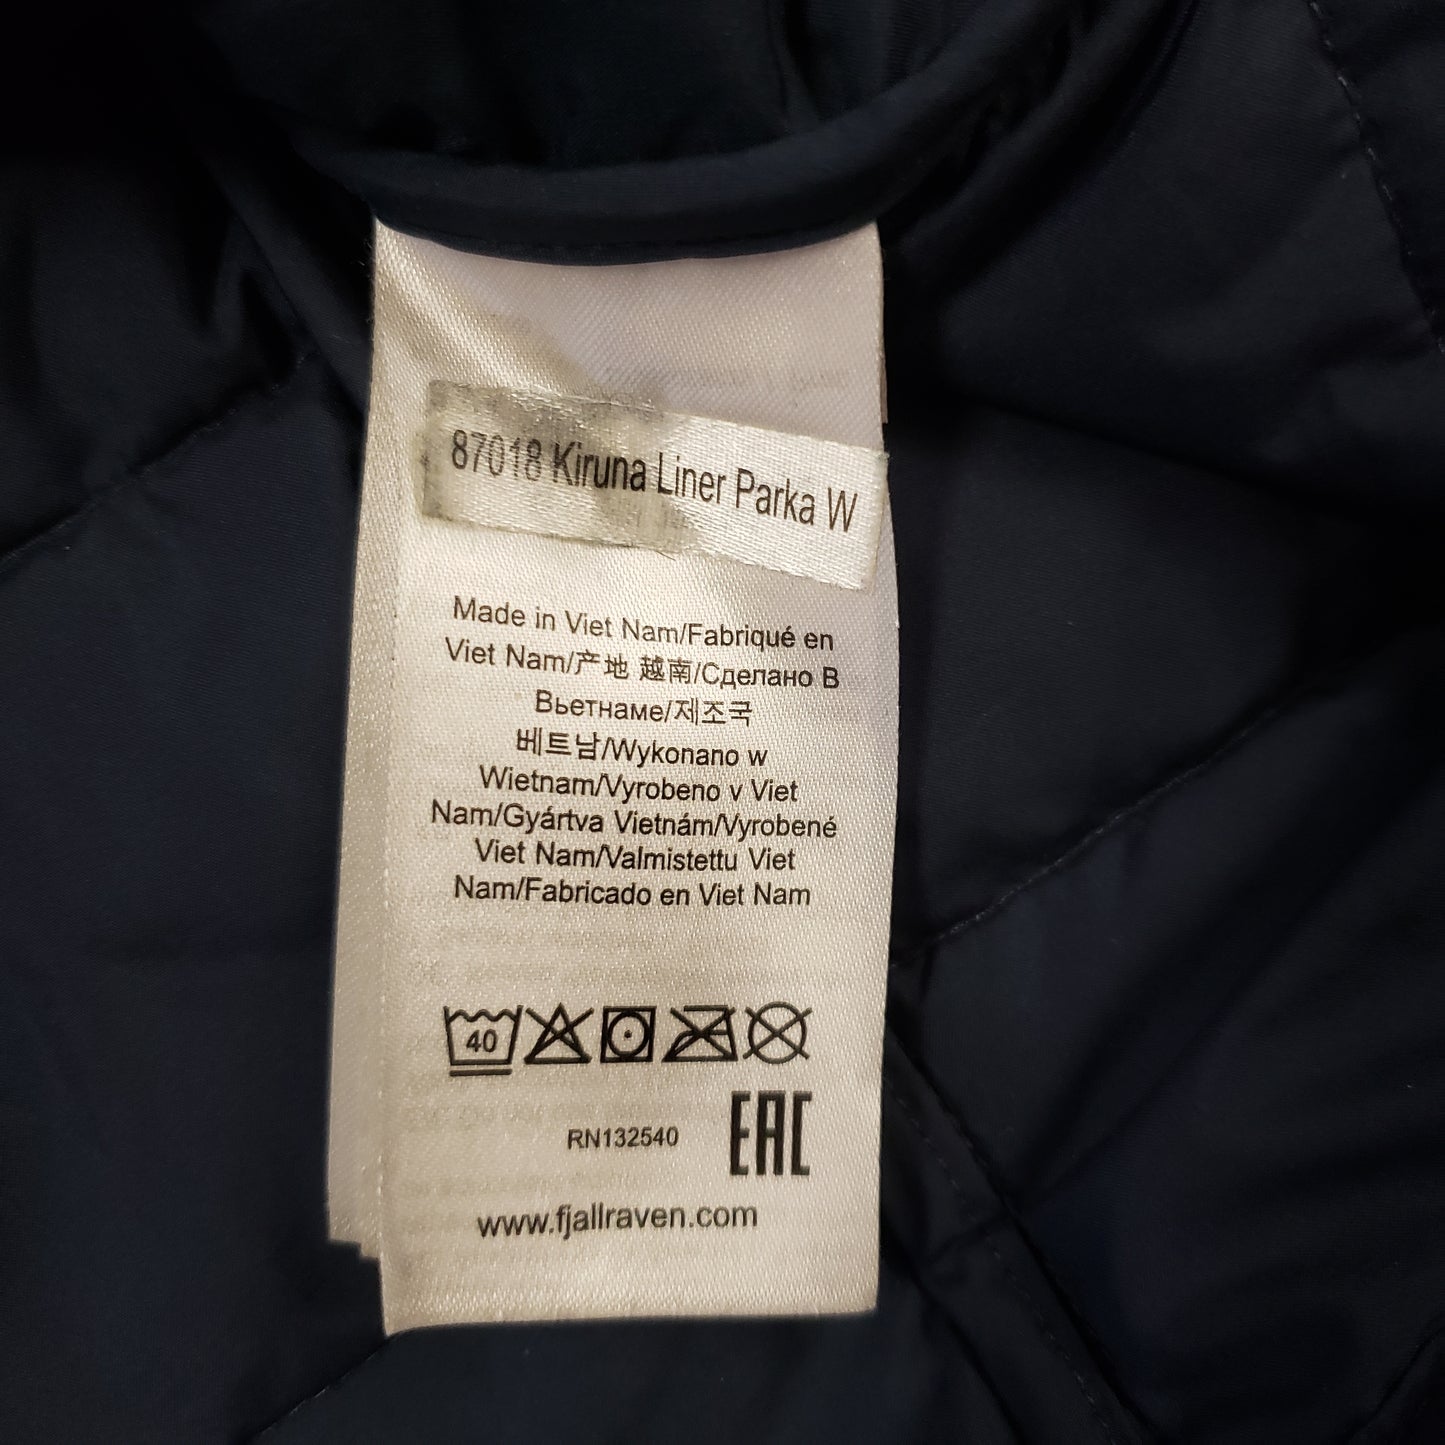 87018 Kiruna Liner Parka W
Made in Viet Nam/Fabriqué en
Viet Nam/产地 越南/Сделано В
Вьетнаме/제조국
베트남/Wykonano w
Wietnam/Vyrobeno v Viet
Nam/Gyártva Vietnám/Vyrobené
Viet Nam/Valmistettu Viet
Nam/Fabricado en Viet Nam
40
RN132540 EAC
www.fjallraven.com